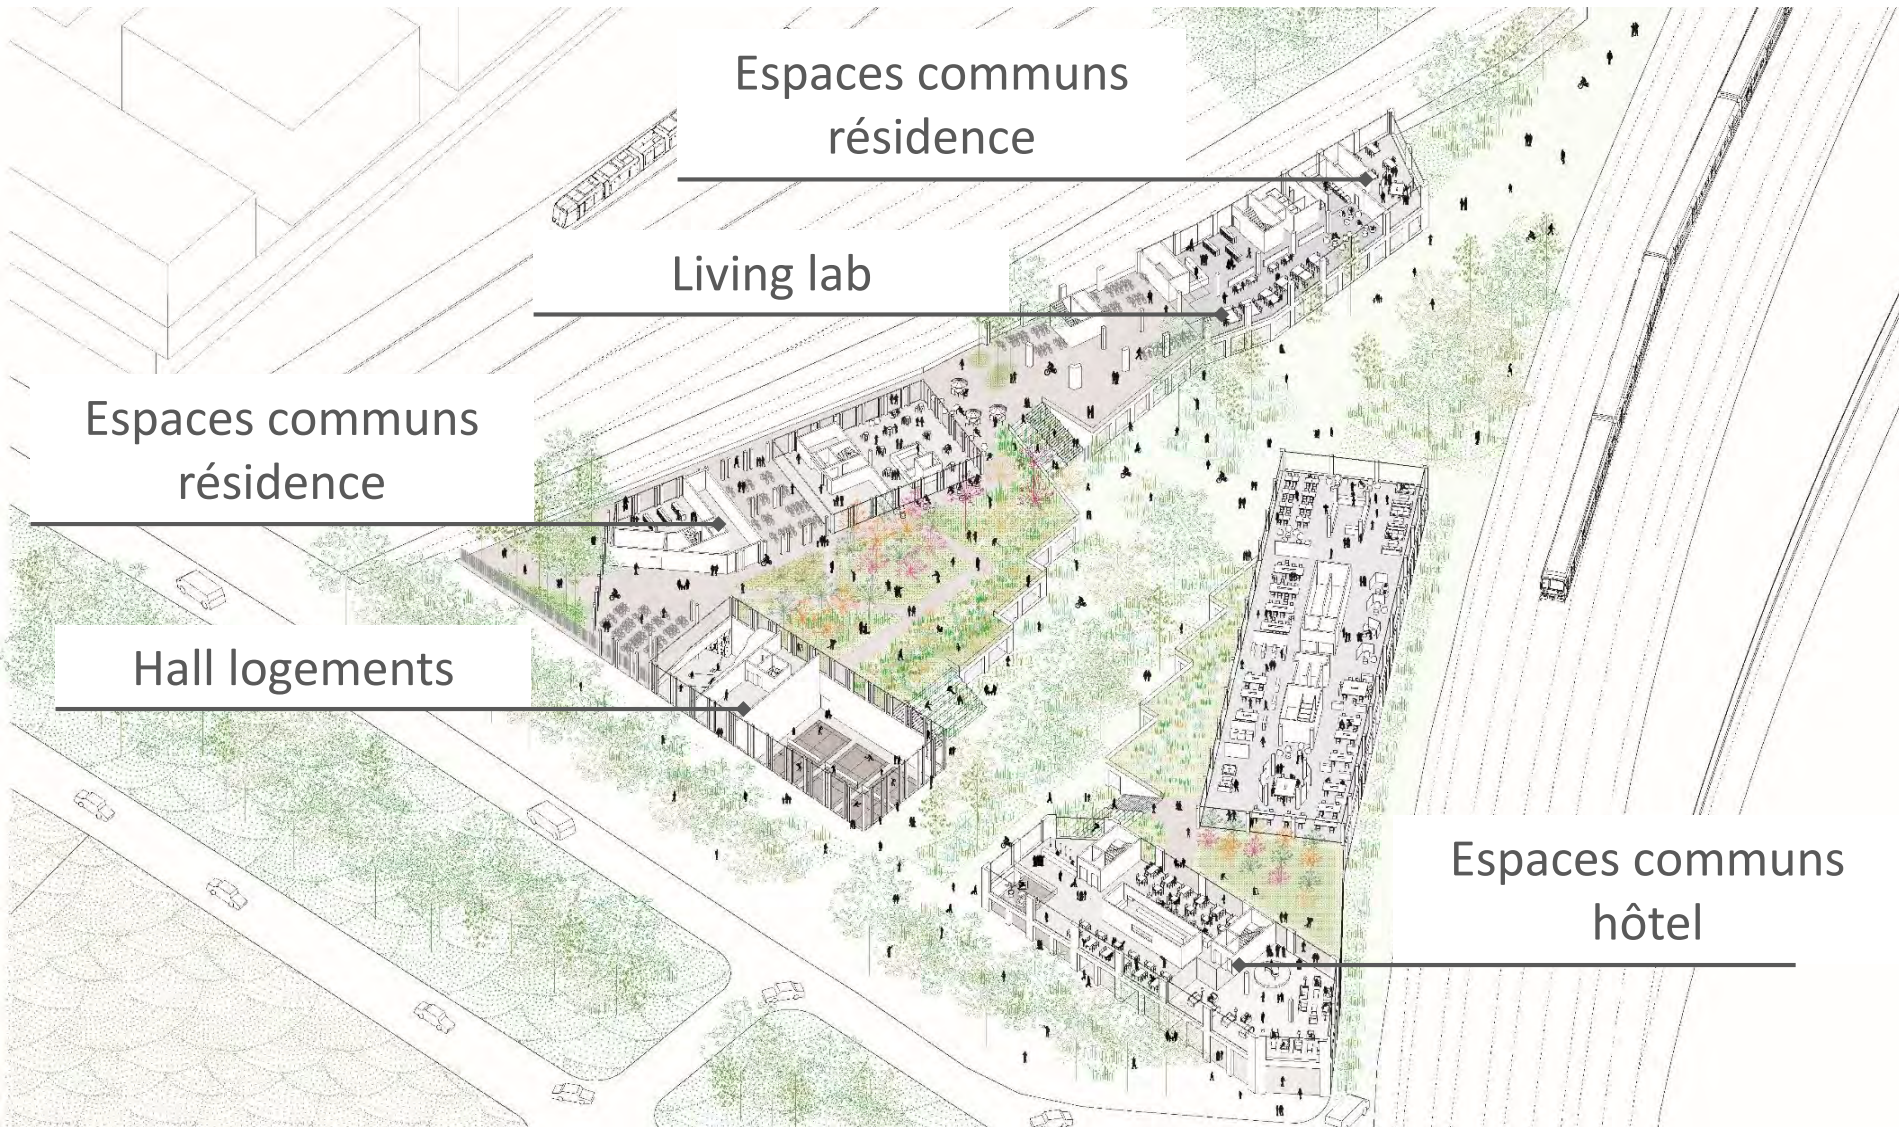 Espaces communs
résidence
Living lab
Espaces communs
résidence
Hall logements
Espaces communs
hôtel